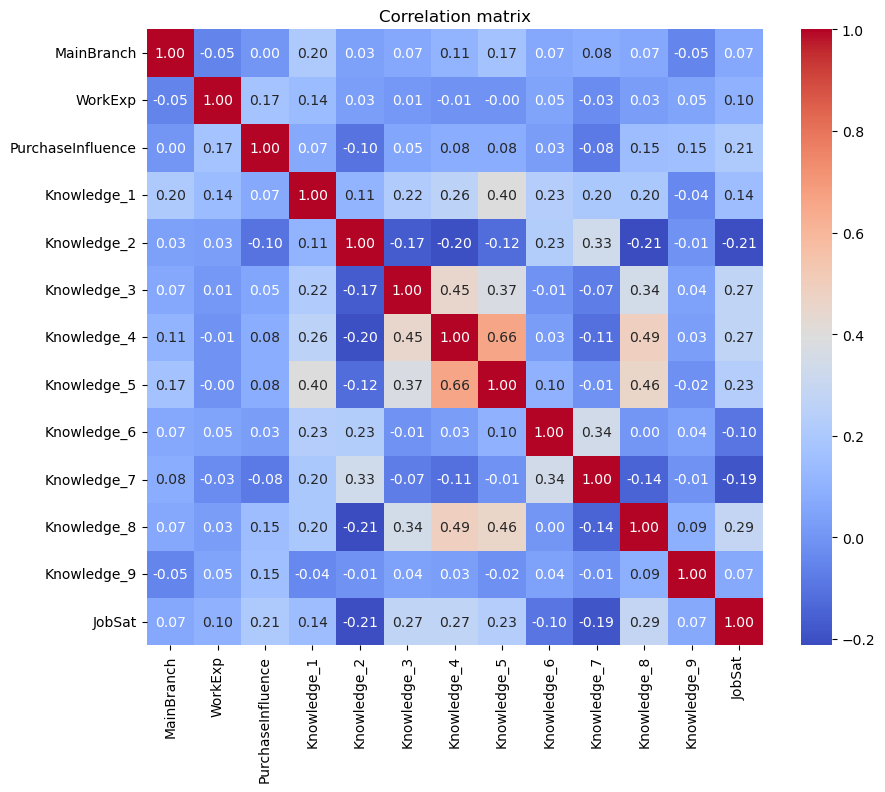 Correlation matrix
MainBranch 1.00 -0.05 0.00 0.20 0.03 0.07 0.11 0.17 0.07 0.08 0.07 -0.05 0.07
WorkExp -0.05 1.00 0.17 0.14 0.03 0.01 -0.01 -0.00 0.05 -0.03 0.03 0.05 0.10
PurchaseInfluence 0.00 0.17 1.00 0.07 -0.10 0.05 0.08 0.08 0.03 -0.08 0.15 0.15 0.21
Knowledge_1 0.20 0.14 0.07 1.00 0.11 0.22 0.26 0.40 0.23 0.20 0.20 -0.04 0.14
Knowledge_2 0.03 0.03 -0.10 0.11 1.00 -0.17 -0.20 -0.12 0.23 0.33 -0.21 -0.01 -0.21
Knowledge_3 0.07 0.01 0.05 0.22 -0.17 1.00 0.45 0.37 -0.01 -0.07 0.34 0.04 0.27
Knowledge_4 0.11 -0.01 0.08 0.26 -0.20 0.45 1.00 0.66 0.03 -0.11 0.49 0.03 0.27
Knowledge_5 0.17 -0.00 0.08 0.40 -0.12 0.37 0.66 1.00 0.10 -0.01 0.46 -0.02 0.23
Knowledge_6 0.07 0.05 0.03 0.23 0.23 -0.01 0.03 0.10 1.00 0.34 0.00 0.04 -0.10
Knowledge_7 0.08 -0.03 -0.08 0.20 0.33 -0.07 -0.11 -0.01 0.34 1.00 -0.14 -0.01 -0.19
Knowledge_8 0.07 0.03 0.15 0.20 -0.21 0.34 0.49 0.46 0.00 -0.14 1.00 0.09 0.29
Knowledge_9 -0.05 0.05 0.15 -0.04 -0.01 0.04 0.03 -0.02 0.04 -0.01 0.09 1.00 0.07
JobSat 0.07 0.10 0.21 0.14 -0.21 0.27 0.27 0.23 -0.10 -0.19 0.29 0.07 1.00
MainBranch
WorkExp
PurchaseInfluence
Knowledge_1
Knowledge_2
Knowledge_3
Knowledge_4
Knowledge_5
Knowledge_6
Knowledge_7
Knowledge_8
Knowledge_9
JobSat
1.0
0.8
0.6
0.4
0.2
0.0
−0.2